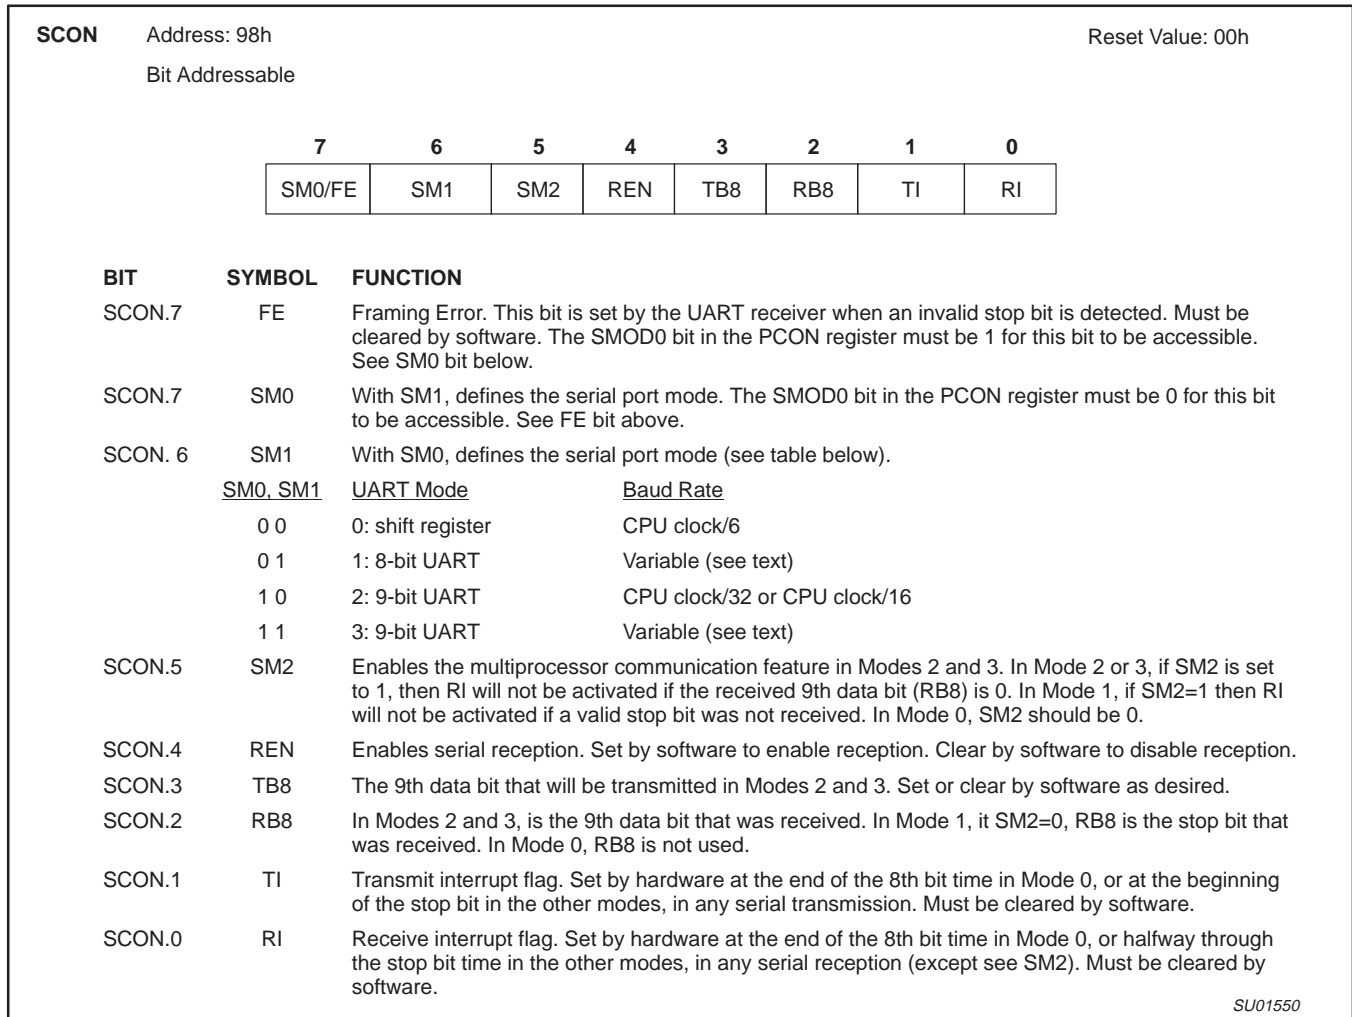 SCON Address: 98h Reset Value: 00h
Bit Addressable
7 6 5 4 3 2 1 0
SM0/FE SM1 SM2 REN TB8 RB8 TI RI
BIT SYMBOL FUNCTION
SCON.7 FE Framing Error. This bit is set by the UART receiver when an invalid stop bit is detected. Must be
cleared by software. The SMOD0 bit in the PCON register must be 1 for this bit to be accessible.
See SM0 bit below.
SCON.7 SM0 With SM1, defines the serial port mode. The SMOD0 bit in the PCON register must be 0 for this bit
to be accessible. See FE bit above.
SCON. 6 SM1 With SM0, defines the serial port mode (see table below).
SM0, SM1 UART Mode Baud Rate
0 0 0: shift register CPU clock/6
0 1 1: 8-bit UART Variable (see text)
1 0 2: 9-bit UART CPU clock/32 or CPU clock/16
1 1 3: 9-bit UART Variable (see text)
SCON.5 SM2 Enables the multiprocessor communication feature in Modes 2 and 3. In Mode 2 or 3, if SM2 is set
to 1, then RI will not be activated if the received 9th data bit (RB8) is 0. In Mode 1, if SM2=1 then RI
will not be activated if a valid stop bit was not received. In Mode 0, SM2 should be 0.
SCON.4 REN Enables serial reception. Set by software to enable reception. Clear by software to disable reception.
SCON.3 TB8 The 9th data bit that will be transmitted in Modes 2 and 3. Set or clear by software as desired.
SCON.2 RB8 In Modes 2 and 3, is the 9th data bit that was received. In Mode 1, it SM2=0, RB8 is the stop bit that
was received. In Mode 0, RB8 is not used.
SCON.1 TI Transmit interrupt flag. Set by hardware at the end of the 8th bit time in Mode 0, or at the beginning
of the stop bit in the other modes, in any serial transmission. Must be cleared by software.
SCON.0 RI Receive interrupt flag. Set by hardware at the end of the 8th bit time in Mode 0, or halfway through
the stop bit time in the other modes, in any serial reception (except see SM2). Must be cleared by
software.
SU01550